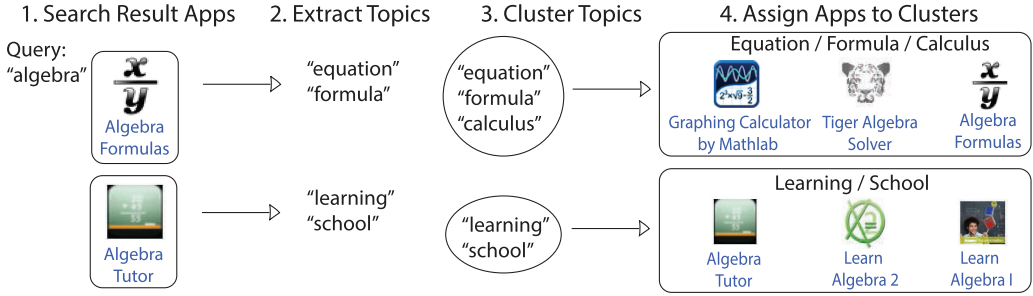 1. Search Result Apps
2. Extract Topics
3. Cluster Topics
4. Assign Apps to Clusters
Query:
“algebra”
x
y
Algebra
Formulas
“equation”
“formula”
“equation”
“formula”
“calculus”
Equation / Formula / Calculus
Graphing Calculator
by Mathlab
Tiger Algebra
Solver
x
y
Algebra
Formulas
Algebra
Tutor
“learning”
“school”
“learning”
“school”
Learning / School
Algebra
Tutor
Learn
Algebra 2
Learn
Algebra I